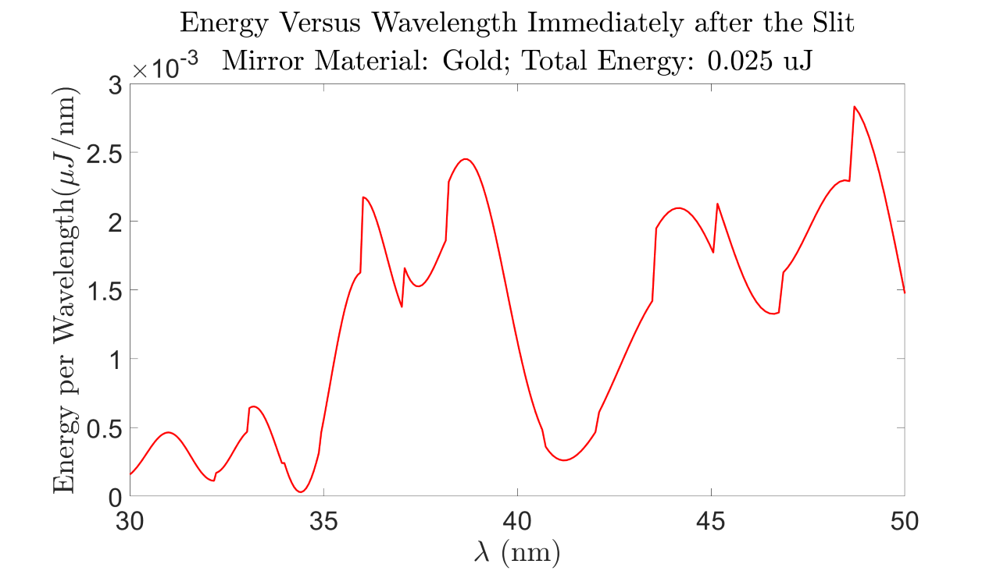 Energy Versus Wavelength Immediately after the Slit
Mirror Material: Gold; Total Energy: 0.025 uJ
×10⁻³
3
2.5
2
1.5
1
0.5
0
Energy per Wavelength(μJ/nm)
30 35 40 45 50
λ (nm)